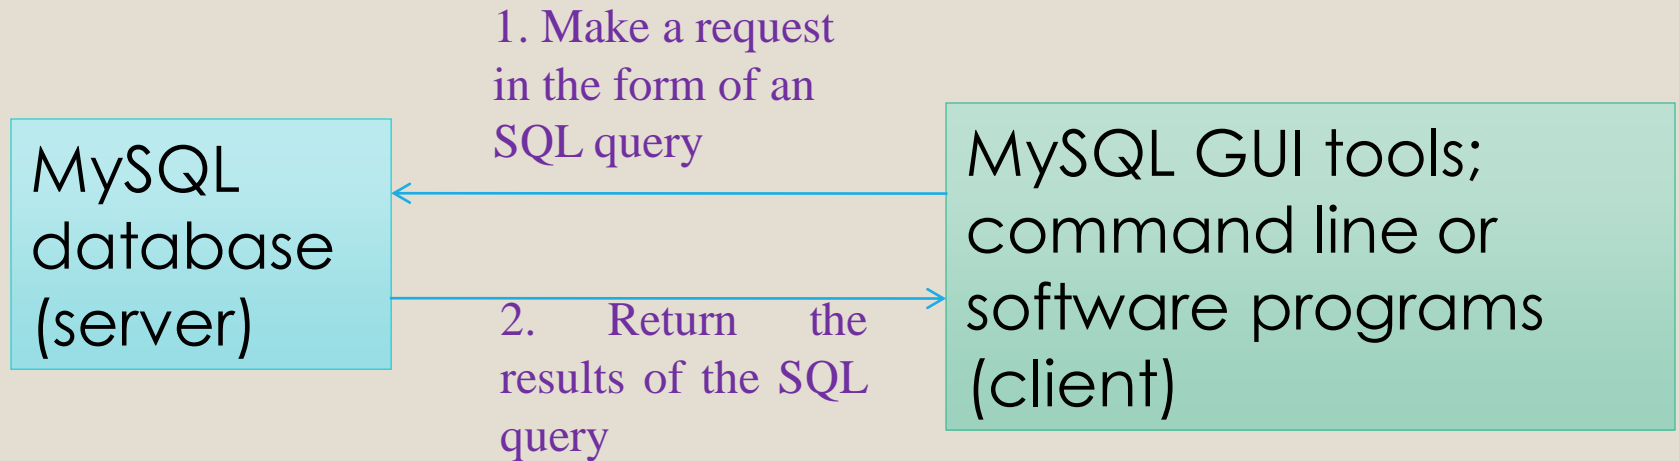 1. Make a request
in the form of an
SQL query
MySQL
database
(server)
MySQL GUI tools;
command line or
software programs
(client)
2. Return the
results of the SQL
query